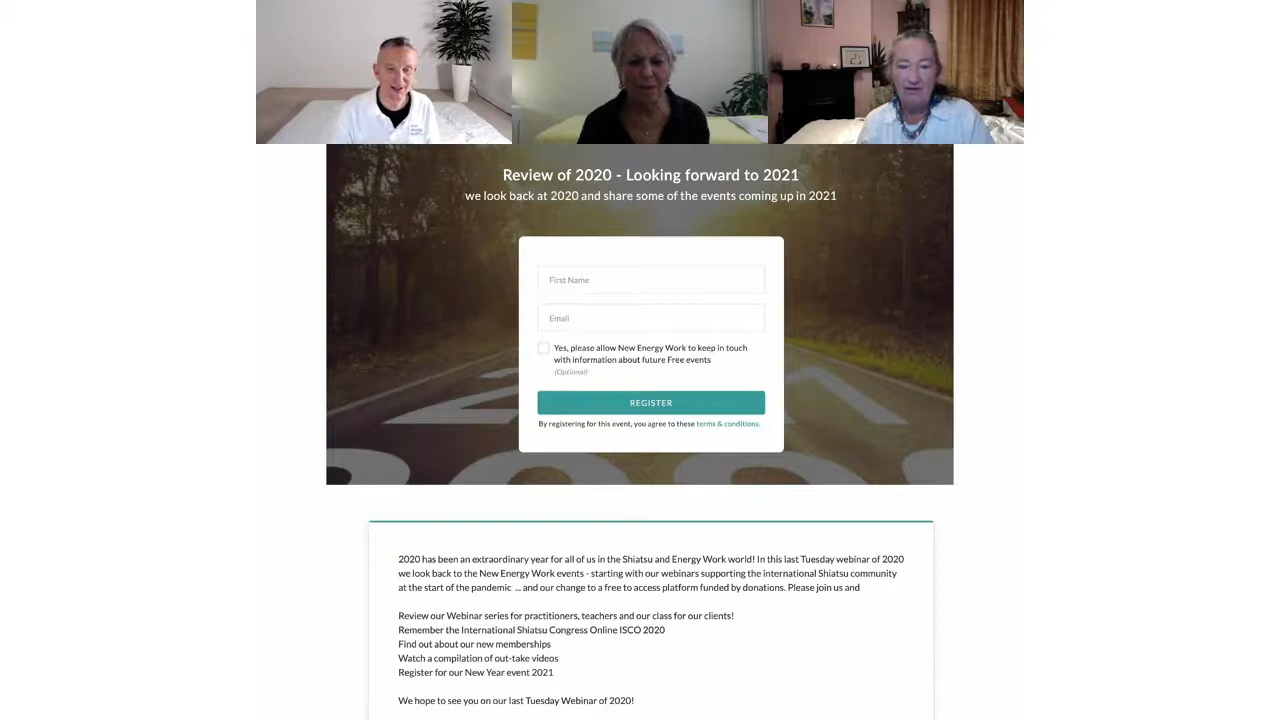 Review of 2020 - Looking forward to 2021
we look back at 2020 and share some of the events coming up in 2021
First Name
Email
Yes, please allow New Energy Work to keep in touch
with information about future Free events
(Optional)
REGISTER
By registering for this event, you agree to these terms & conditions.
2020 has been an extraordinary year for all of us in the Shiatsu and Energy Work world! In this last Tuesday webinar of 2020
we look back to the New Energy Work events - starting with our webinars supporting the international Shiatsu community
at the start of the pandemic ... and our change to a free to access platform funded by donations. Please join us and
Review our Webinar series for practitioners, teachers and our class for our clients!
Remember the International Shiatsu Congress Online ISCO 2020
Find out about our new memberships
Watch a compilation of out-take videos
Register for our New Year event 2021
We hope to see you on our last Tuesday Webinar of 2020!